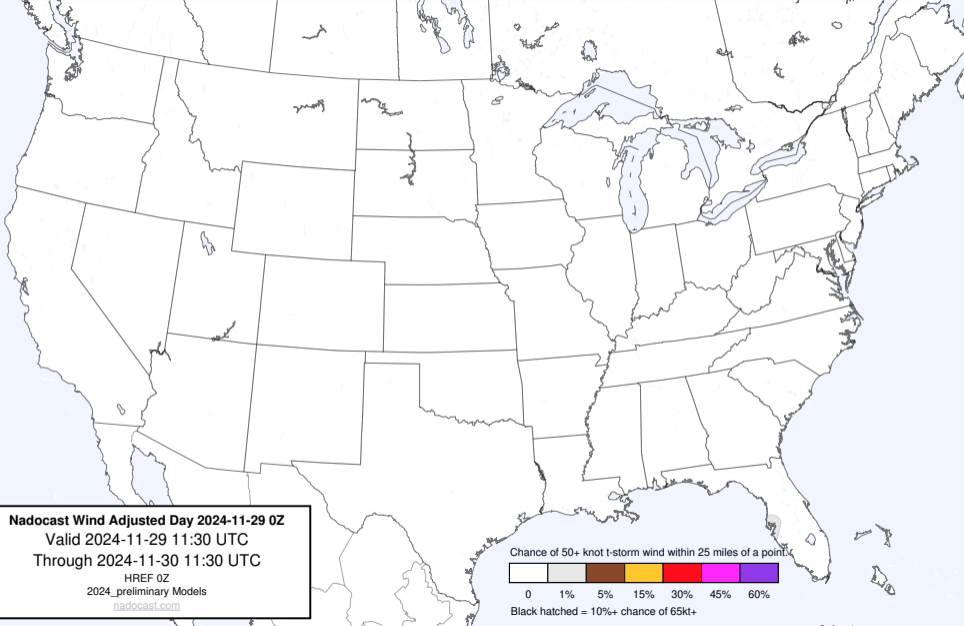 Nadocast Wind Adjusted Day 2024-11-29 0Z
Valid 2024-11-29 11:30 UTC
Through 2024-11-30 11:30 UTC
HREF 0Z
2024_preliminary Models
nadocast.com
Chance of 50+ knot t-storm wind within 25 miles of a point.
0 1% 5% 15% 30% 45% 60%
Black hatched = 10%+ chance of 65kt+